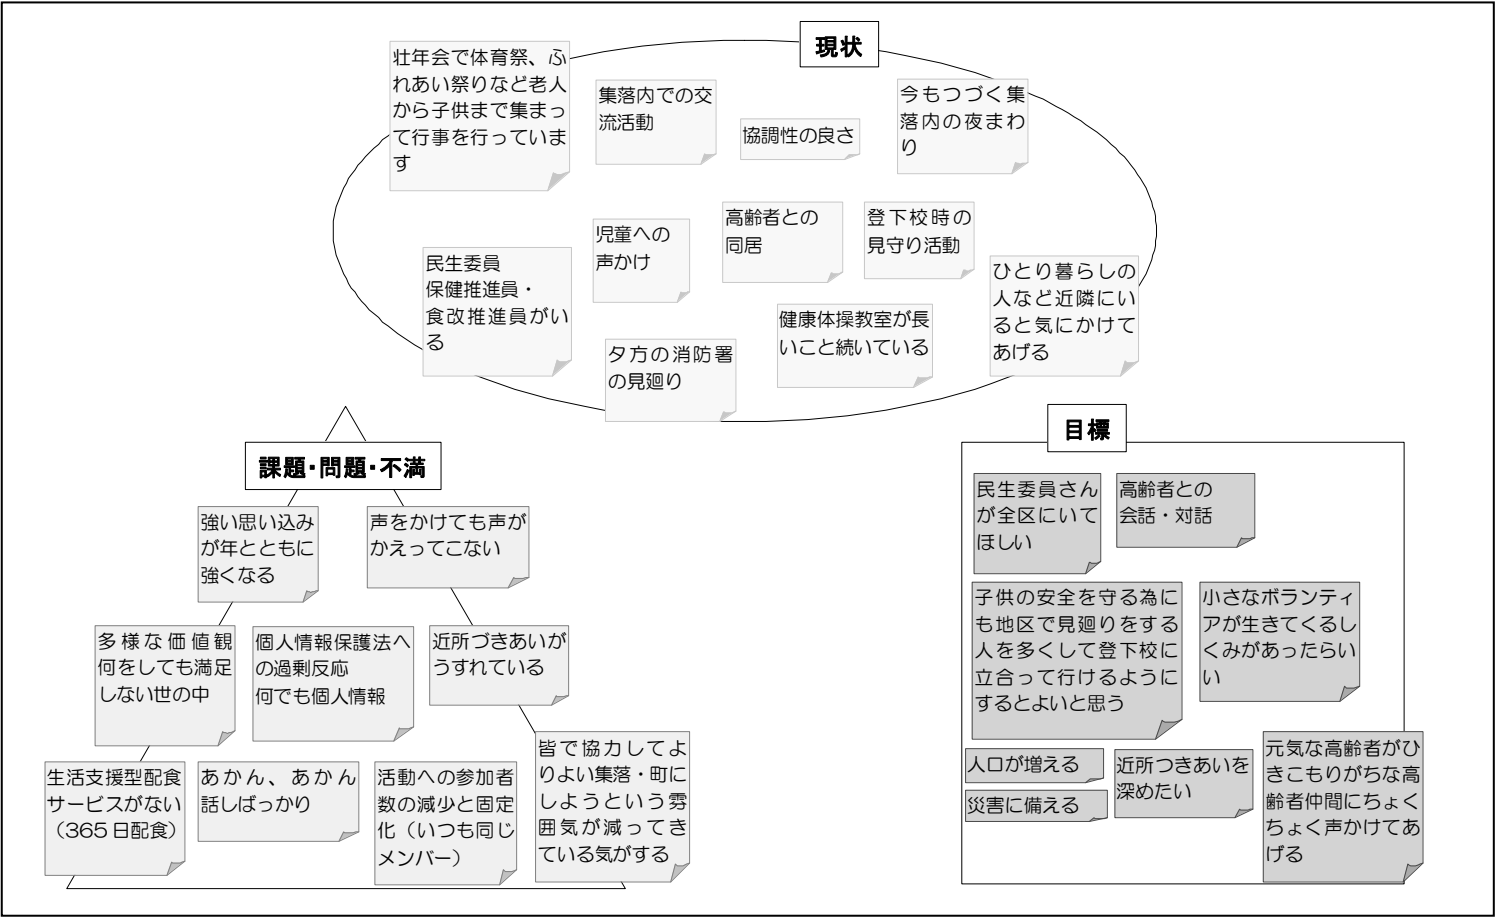 現状
壮年会で体育祭、ふ
れあい祭りなど老人
から子供まで集まっ
て行事を行っていま
す
集落内での交
流活動
協調性の良さ
今もつづく集
落内の夜まわ
り
民生委員
保健推進員・
食改推進員がい
る
児童への
声かけ
高齢者との
同居
登下校時の
見守り活動
ひとり暮らしの
人など近隣にい
ると気にかけて
あげる
夕方の消防署
の見廻り
健康体操教室が長
いこと続いている
課題・問題・不満
強い思い込み
が年とともに
強くなる
声をかけても声が
かえってこない
多様な価値観
何をしても満足
しない世の中
個人情報保護法へ
の過剰反応
何でも個人情報
近所づきあいが
うすれている
生活支援型配食
サービスがない
（365日配食）
あかん、あかん
話しばっかり
活動への参加者
数の減少と固定
化（いつも同じ
メンバー）
皆で協力してよ
りよい集落・町に
しようという雰
囲気が減ってき
ている気がする
目標
民生委員さん
が全区にいて
ほしい
高齢者との
会話・対話
子供の安全を守る為に
も地区で見廻りをする
人を多くして登下校に
立合って行けるように
するとよいと思う
小さなボランティ
アが生きてくるし
くみがあったらい
い
人口が増える
災害に備える
近所つきあいを
深めたい
元気な高齢者がひ
きこもりがちな高
齢者仲間にちょく
ちょく声かけてあ
げる